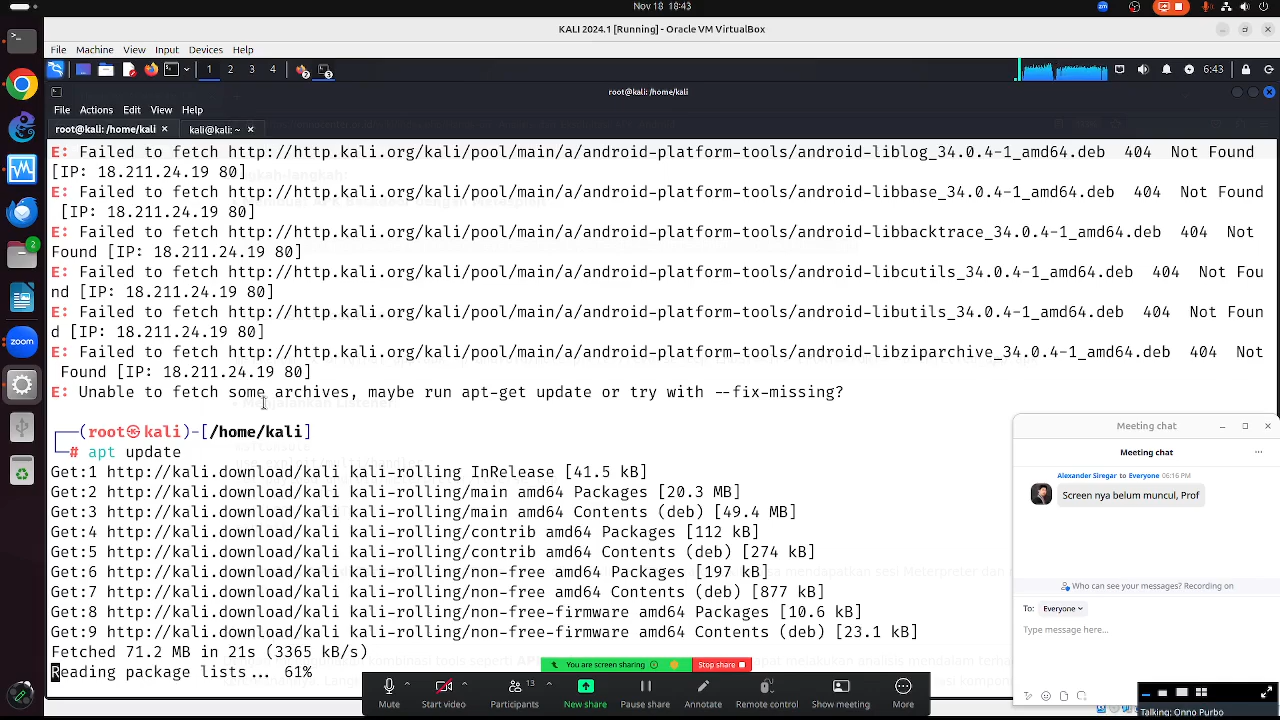 Nov 18 18:43
KALI 2024.1 [Running] - Oracle VM VirtualBox
File Machine View Input Devices Help
1 2 3 4
6:43
root@kali: /home/kali
File Actions Edit View Help
root@kali: /home/kali × kali@kali: ~ ×
E: Failed to fetch http://http.kali.org/kali/pool/main/a/android-platform-tools/android-liblog_34.0.4-1_amd64.deb 404 Not Found
[IP: 18.211.24.19 80]
E: Failed to fetch http://http.kali.org/kali/pool/main/a/android-platform-tools/android-libbase_34.0.4-1_amd64.deb 404 Not Found
[IP: 18.211.24.19 80]
E: Failed to fetch http://http.kali.org/kali/pool/main/a/android-platform-tools/android-libbacktrace_34.0.4-1_amd64.deb 404 Not
Found [IP: 18.211.24.19 80]
E: Failed to fetch http://http.kali.org/kali/pool/main/a/android-platform-tools/android-libcutils_34.0.4-1_amd64.deb 404 Not Fou
nd [IP: 18.211.24.19 80]
E: Failed to fetch http://http.kali.org/kali/pool/main/a/android-platform-tools/android-libutils_34.0.4-1_amd64.deb 404 Not Foun
d [IP: 18.211.24.19 80]
E: Failed to fetch http://http.kali.org/kali/pool/main/a/android-platform-tools/android-libziparchive_34.0.4-1_amd64.deb 404 Not
Found [IP: 18.211.24.19 80]
E: Unable to fetch some archives, maybe run apt-get update or try with --fix-missing?
(root㉿kali)-[/home/kali]
# apt update
Get:1 http://kali.download/kali kali-rolling InRelease [41.5 kB]
Get:2 http://kali.download/kali kali-rolling/main amd64 Packages [20.3 MB]
Get:3 http://kali.download/kali kali-rolling/main amd64 Contents (deb) [49.4 MB]
Get:4 http://kali.download/kali kali-rolling/contrib amd64 Packages [112 kB]
Get:5 http://kali.download/kali kali-rolling/contrib amd64 Contents (deb) [274 kB]
Get:6 http://kali.download/kali kali-rolling/non-free amd64 Packages [197 kB]
Get:7 http://kali.download/kali kali-rolling/non-free amd64 Contents (deb) [877 kB]
Get:8 http://kali.download/kali kali-rolling/non-free-firmware amd64 Packages [10.6 kB]
Get:9 http://kali.download/kali kali-rolling/non-free-firmware amd64 Contents (deb) [23.1 kB]
Fetched 71.2 MB in 21s (3365 kB/s)
Reading package lists... 61%
zoom
2
Meeting chat
Meeting chat
Alexander Siregar to Everyone 06:16 PM
Screen nya belum muncul, Prof
Who can see your messages? Recording on
To: Everyone
Type message here...
You are screen sharing Stop share
13
Mute Start video Participants New share Pause share Annotate Remote control Show meeting More
Talking: Onno Purbo